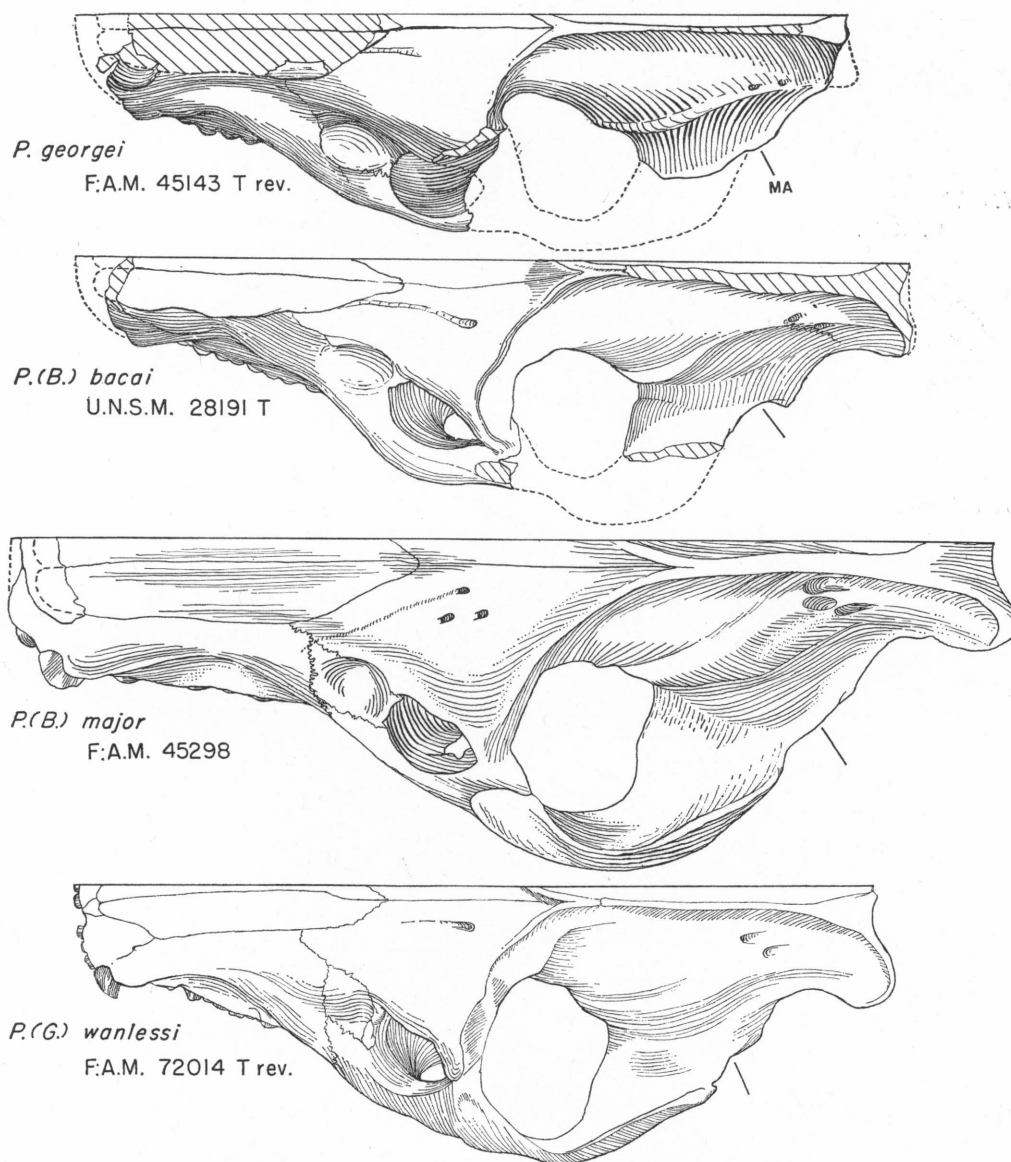 P. georgei
F:A.M. 45143 T rev.
MA
P.(B.) bacai
U.N.S.M. 28191 T
P.(B.) major
F:A.M. 45298
P.(G.) wanlessi
F:A.M. 72014 T rev.